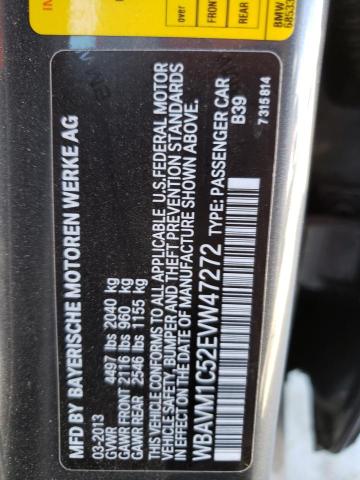 MFD BY BAYERISCHE MOTOREN WERKE AG
03-2013
GVWR 4497 lbs 2040 kg
GAWR FRONT 2116 lbs 960 kg
GAWR REAR 2546 lbs 1155 kg
THIS VEHICLE CONFORMS TO ALL APPLICABLE U.S.FEDERAL MOTOR
VEHICLE SAFETY, BUMPER AND THEFT PREVENTION STANDARDS
IN EFFECT ON THE DATE OF MANUFACTURE SHOWN ABOVE.
WBAVM1C52EVW47272 TYPE: PASSENGER CAR
B39
7 315 814
over
FRONT
REAR
BMW